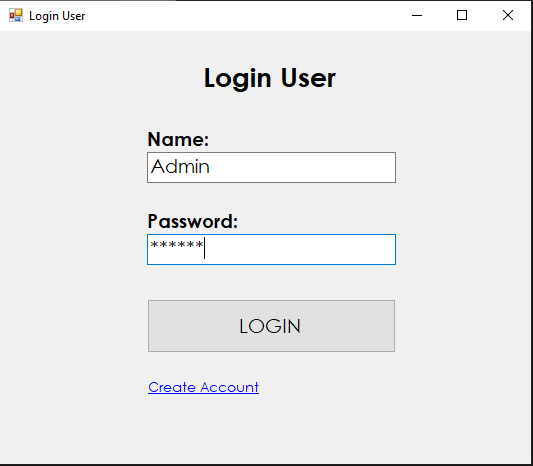 Login User
Login User
Name:
Admin
Password:
******
LOGIN
Create Account